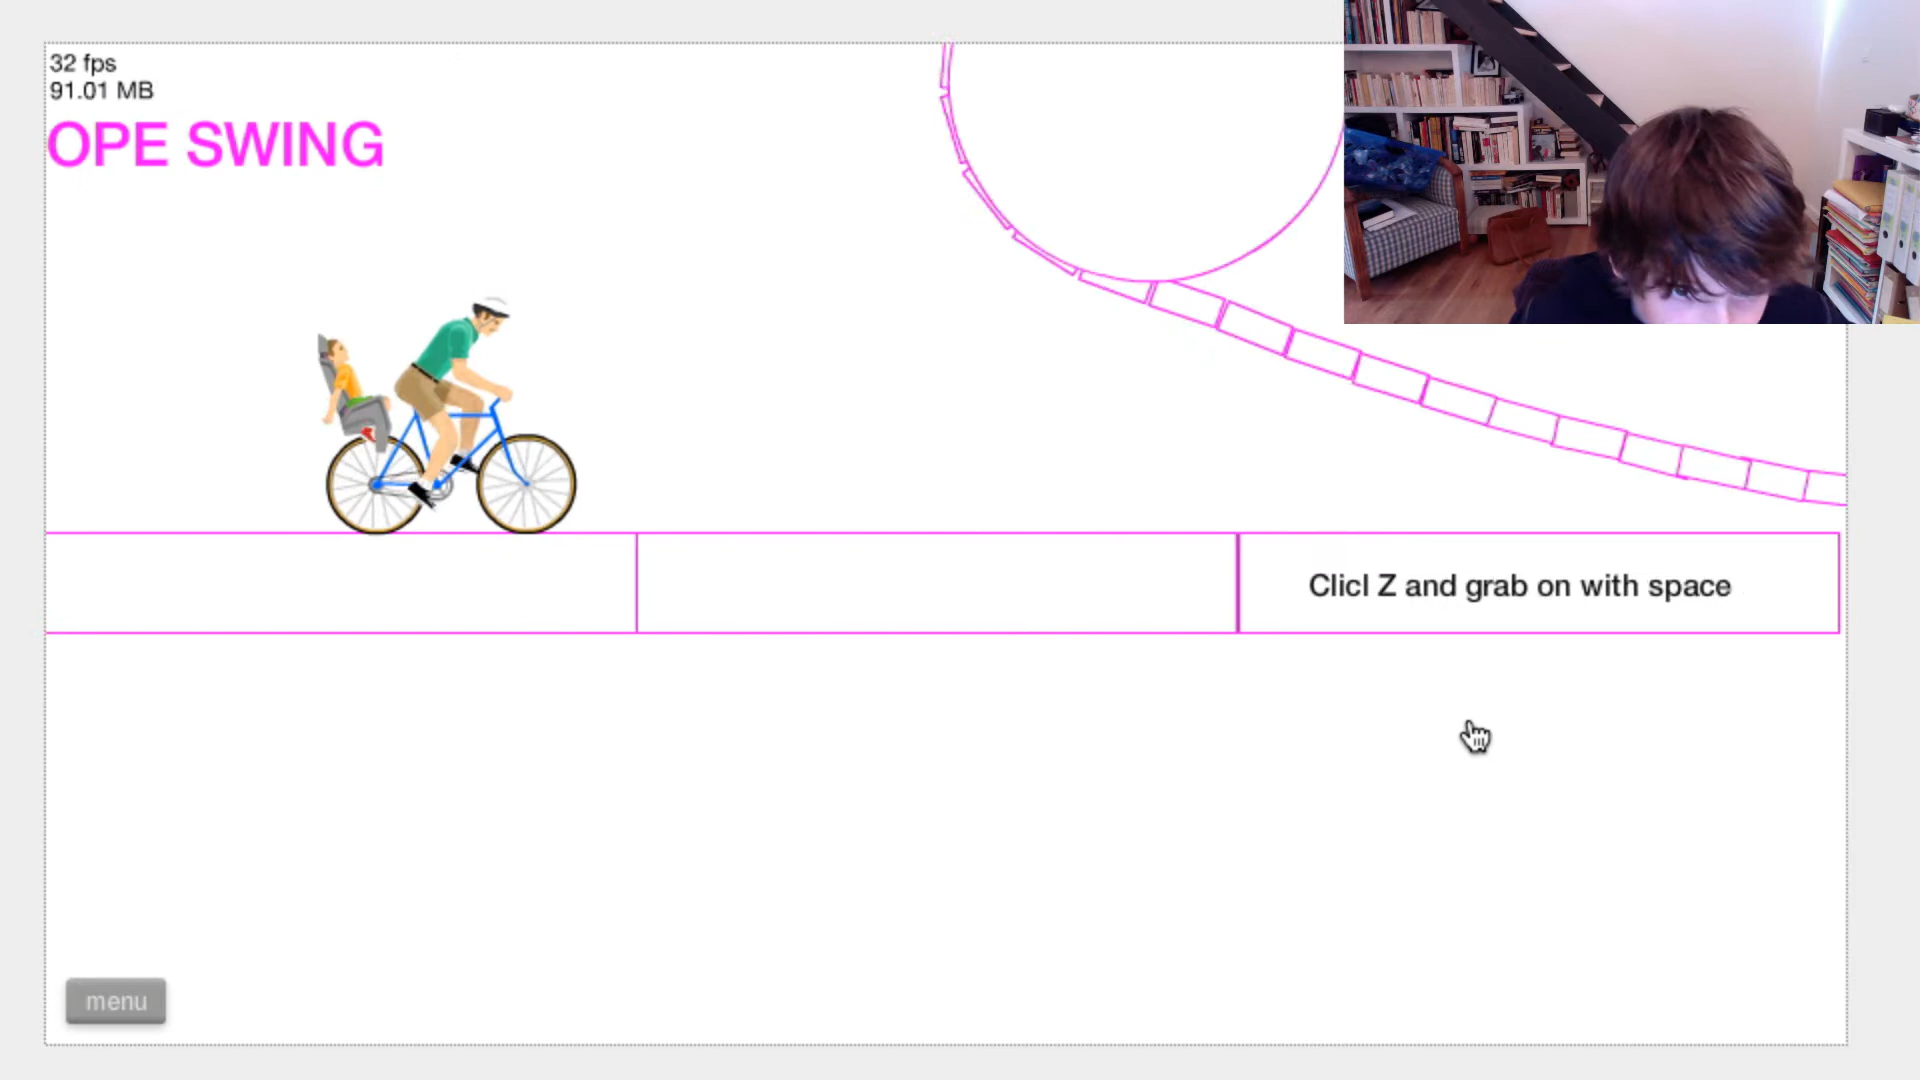 32 fps
91.01 MB
OPE SWING
Clicl Z and grab on with space
menu